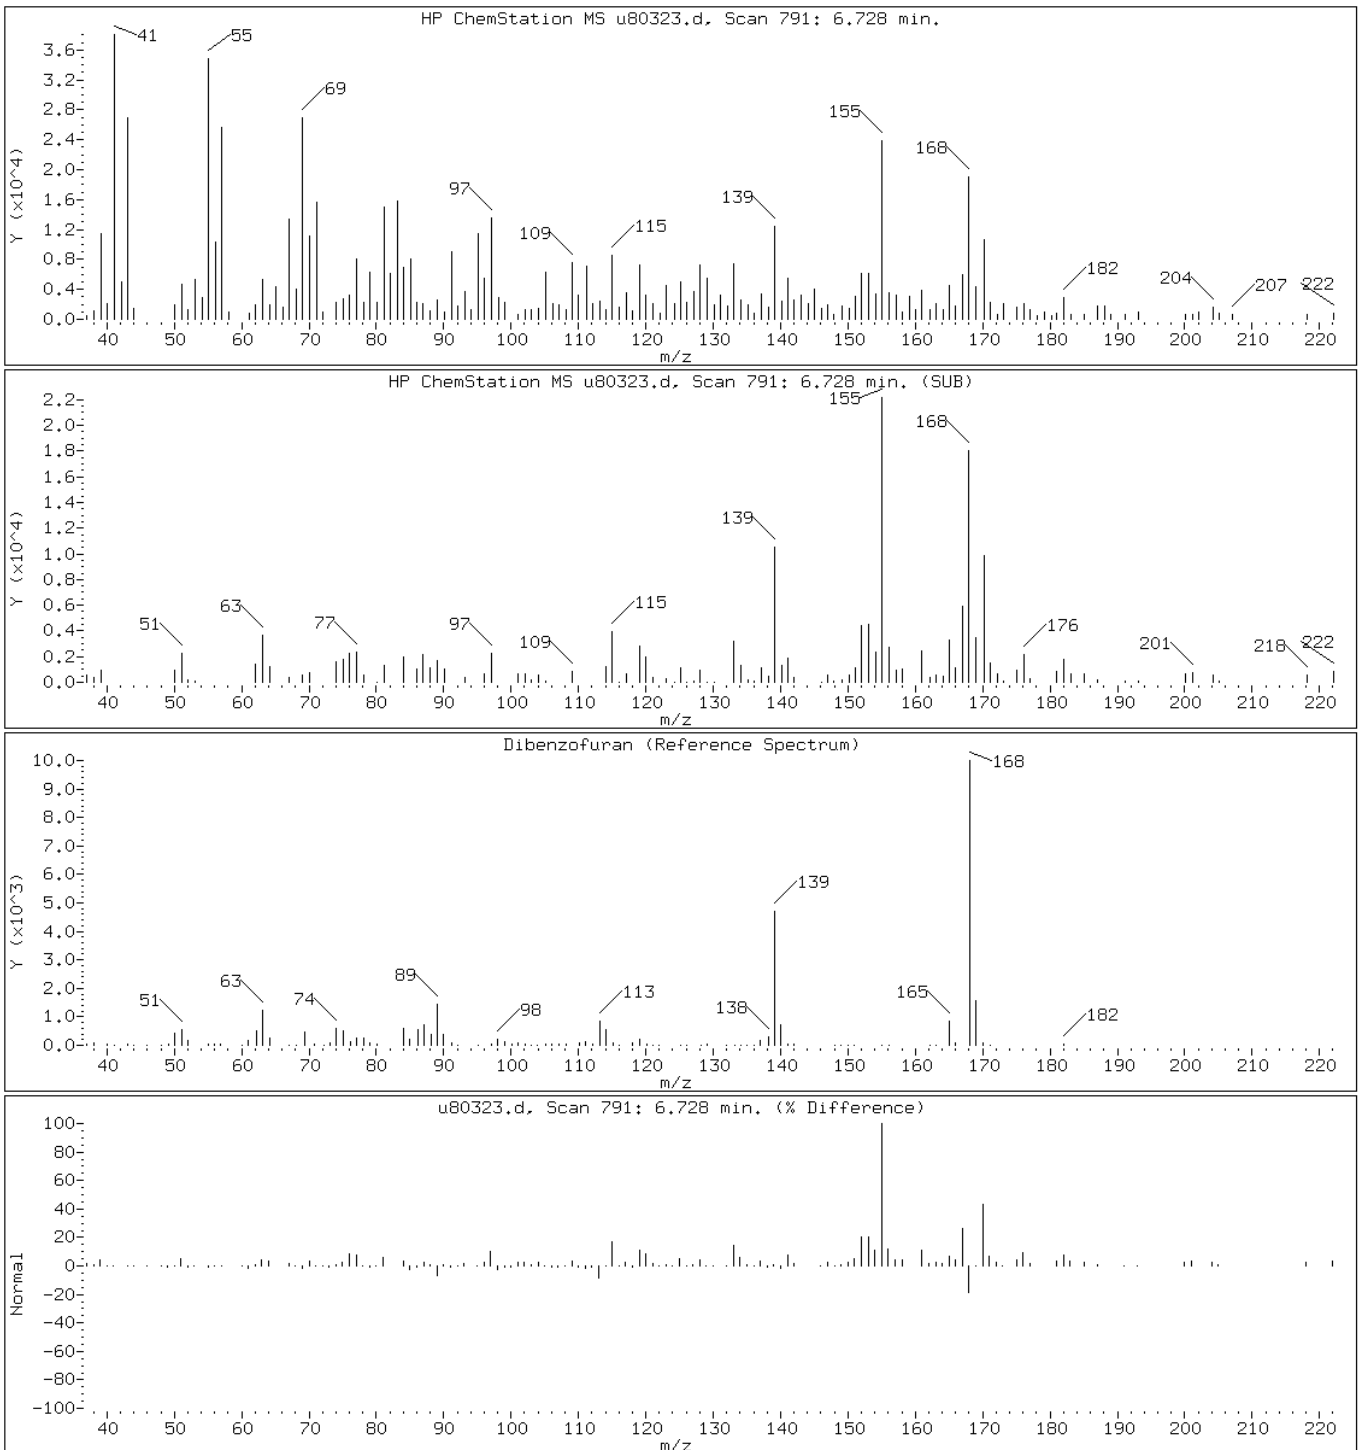 HP ChemStation MS u80323.d, Scan 791: 6.728 min.
41 55 69 97 109 115 139 155 168 182 204 207 222
Y (x10^4)
3.6
3.2
2.8
2.4
2.0
1.6
1.2
0.8
0.4
0.0
40 50 60 70 80 90 100 110 120 130 140 150 160 170 180 190 200 210 220
m/z
HP ChemStation MS u80323.d, Scan 791: 6.728 min. (SUB)
51 63 77 97 109 115 139 155 168 176 201 218 222
Y (x10^4)
2.2
2.0
1.8
1.6
1.4
1.2
1.0
0.8
0.6
0.4
0.2
0.0
40 50 60 70 80 90 100 110 120 130 140 150 160 170 180 190 200 210 220
m/z
Dibenzofuran (Reference Spectrum)
51 63 74 89 98 113 138 139 165 168 182
Y (x10^3)
10.0
9.0
8.0
7.0
6.0
5.0
4.0
3.0
2.0
1.0
0.0
40 50 60 70 80 90 100 110 120 130 140 150 160 170 180 190 200 210 220
m/z
u80323.d, Scan 791: 6.728 min. (% Difference)
Normal
100
80
60
40
20
0
-20
-40
-60
-80
-100
40 50 60 70 80 90 100 110 120 130 140 150 160 170 180 190 200 210 220
m/z